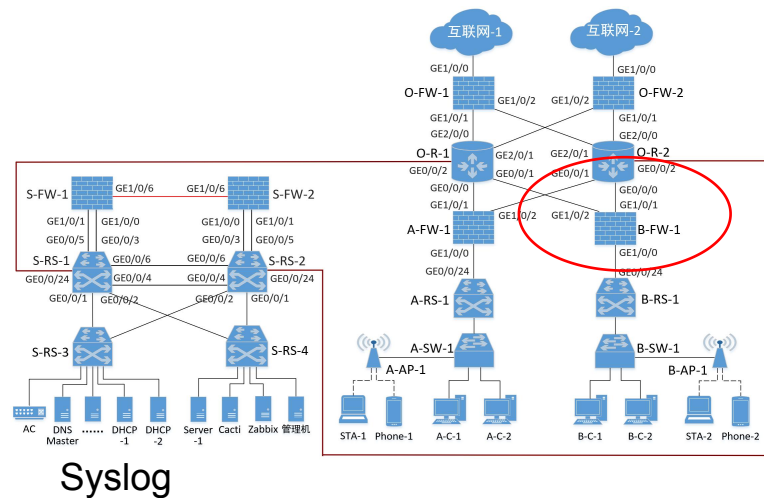 互联网-1
互联网-2
GE1/0/0
GE1/0/0
O-FW-1
O-FW-2
GE1/0/2
GE1/0/2
GE1/0/1
GE1/0/1
GE2/0/0
GE2/0/0
O-R-1
O-R-2
GE2/0/1
GE2/0/1
GE0/0/2
GE0/0/1
GE0/0/1
GE0/0/2
GE0/0/0
GE0/0/0
GE1/0/1
GE1/0/1
GE1/0/2
GE1/0/2
A-FW-1
B-FW-1
GE1/0/0
GE1/0/0
GE0/0/24
GE0/0/24
A-RS-1
B-RS-1
A-SW-1
B-SW-1
A-AP-1
B-AP-1
STA-1
Phone-1
A-C-1
A-C-2
B-C-1
B-C-2
STA-2
Phone-2
S-FW-1
GE1/0/6
GE1/0/6
S-FW-2
GE1/0/1
GE1/0/0
GE1/0/0
GE1/0/1
GE0/0/5
GE0/0/3
GE0/0/3
GE0/0/5
S-RS-1
GE0/0/6
GE0/0/6
S-RS-2
GE0/0/24
GE0/0/4
GE0/0/4
GE0/0/24
GE0/0/1
GE0/0/2
GE0/0/2
GE0/0/1
S-RS-3
S-RS-4
AC
DNS
Master
......
DHCP
-1
DHCP
-2
Server
-1
Cacti
Zabbix
管理机
Syslog